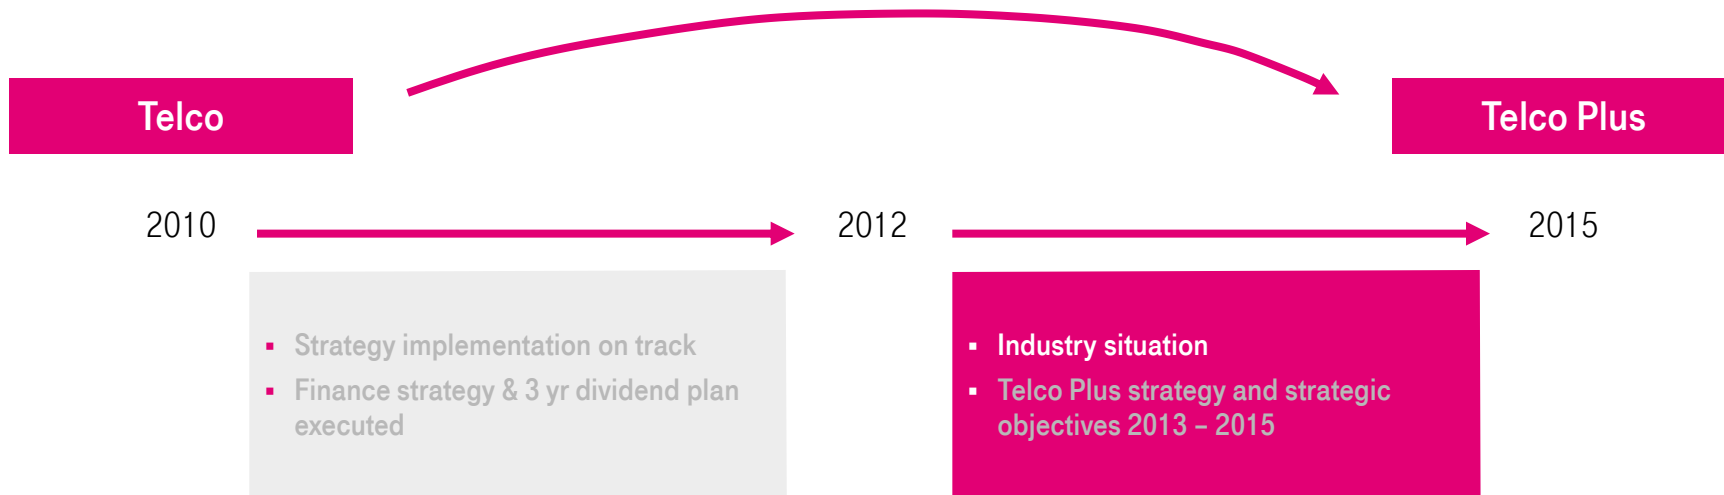 Telco
Telco Plus
2010
2012
2015
▪ Strategy implementation on track
▪ Finance strategy & 3 yr dividend plan
executed
▪ Industry situation
▪ Telco Plus strategy and strategic
objectives 2013 – 2015